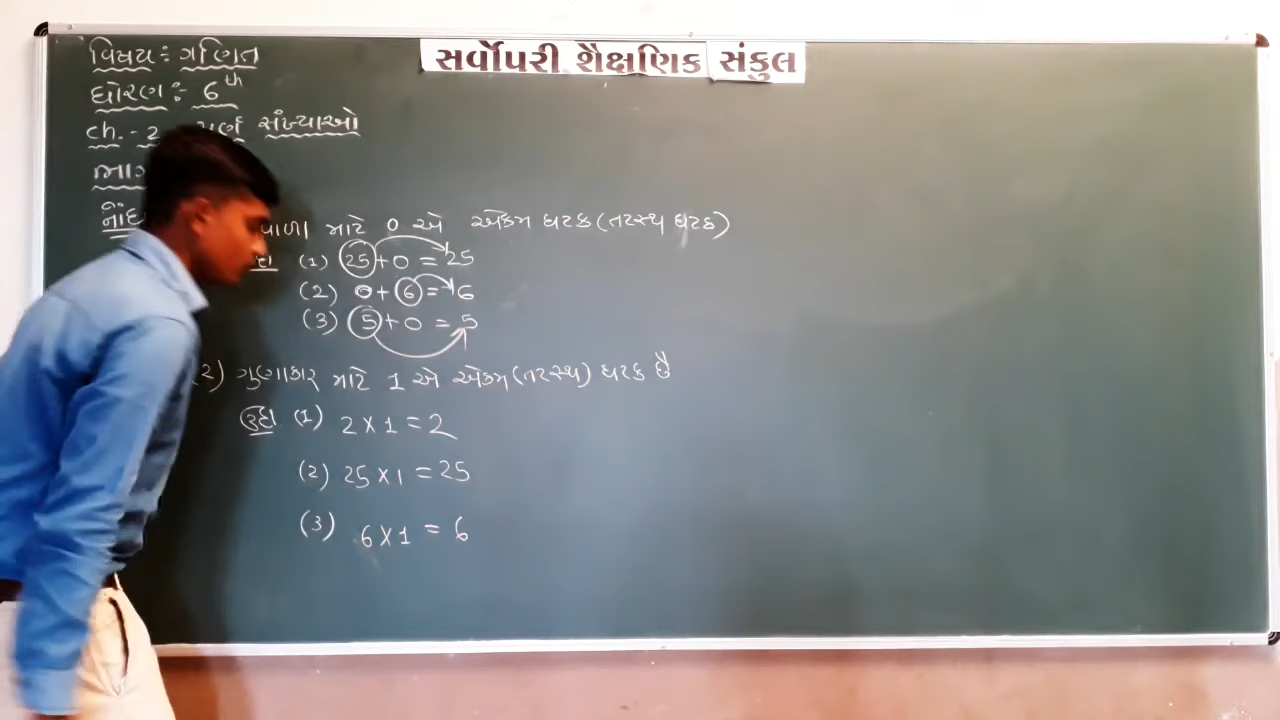 સર્વોપરી શૈક્ષણિક સંકુલ
વિષય : ગણિત
ધોરણ : 6th
ch. - 2 સંખ્યાઓ
માટે 0 એ એકમ ઘટક (તટસ્થ ઘટક)
(1) 25 + 0 = 25
(2) 0 + 6 = 6
(3) 5 + 0 = 5
2) ગુણાકાર માટે 1 એ એકમ (તટસ્થ) ઘટક છે
ઉદા (1) 2 x 1 = 2
(2) 25 x 1 = 25
(3) 6 x 1 = 6